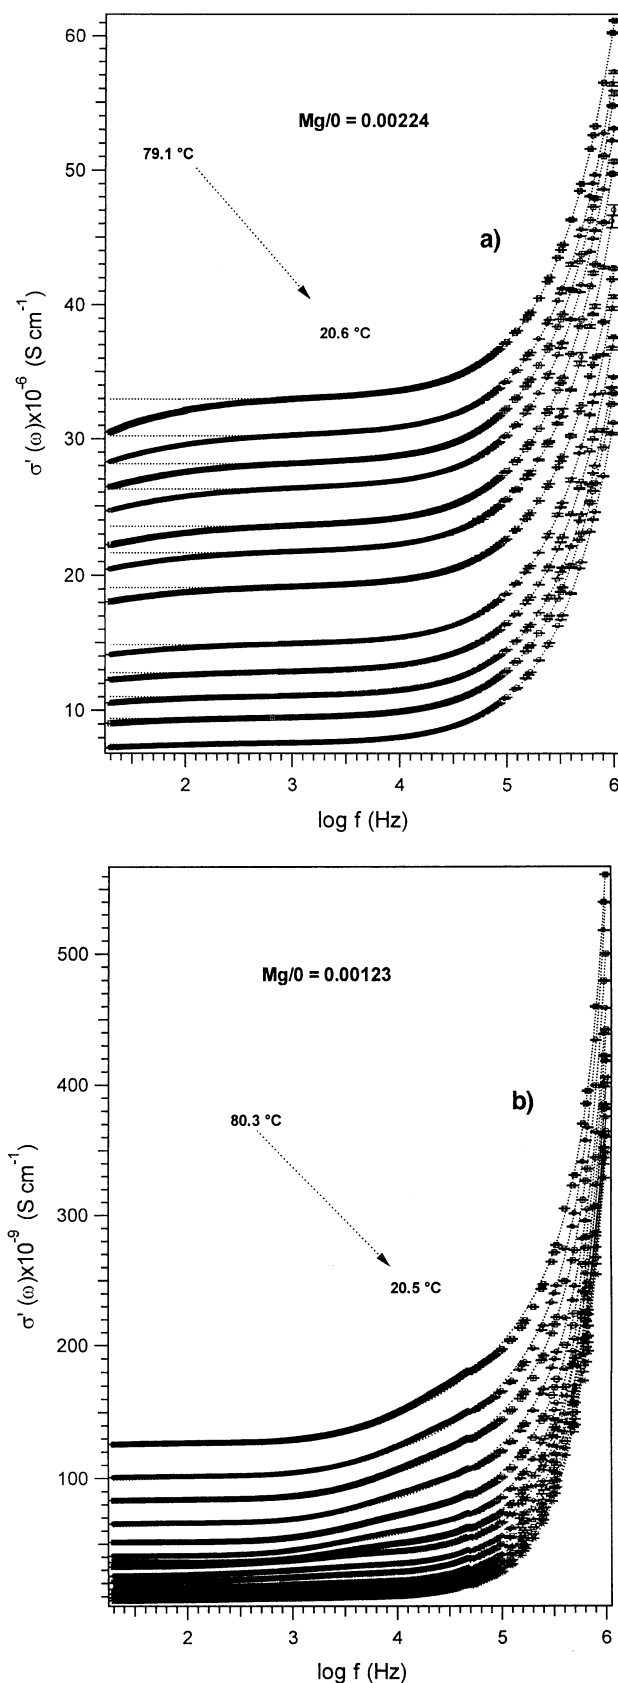 60
Mg/0 = 0.00224
79.1 °C
50
a)
σ' (ω)x10⁻⁶ (S cm⁻¹)
40
20.6 °C
30
20
10
2 3 4 5 6
log f (Hz)
500
Mg/0 = 0.00123
400
b)
80.3 °C
σ' (ω)x10⁻⁹ (S cm⁻¹)
300
20.5 °C
200
100
2 3 4 5 6
log f (Hz)